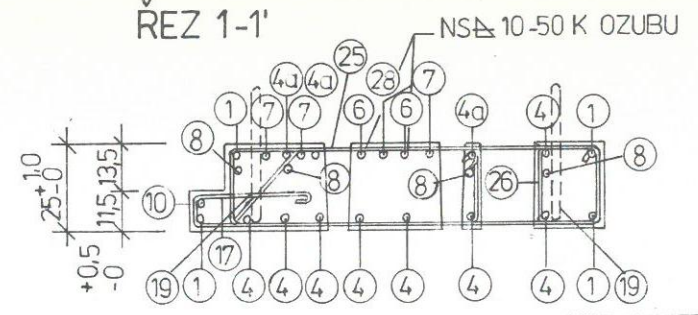 ŘEZ 1-1'
NS 10-50 K OZUBU
25
4a 4a 28 7
1 7 7 6 6 4a 4 1
8
8 8 26 8
10
25 +1,0 -0
11,5 13,5
+0,5 -0
17
19 1 4 4 4 4 4 4 4 1 19